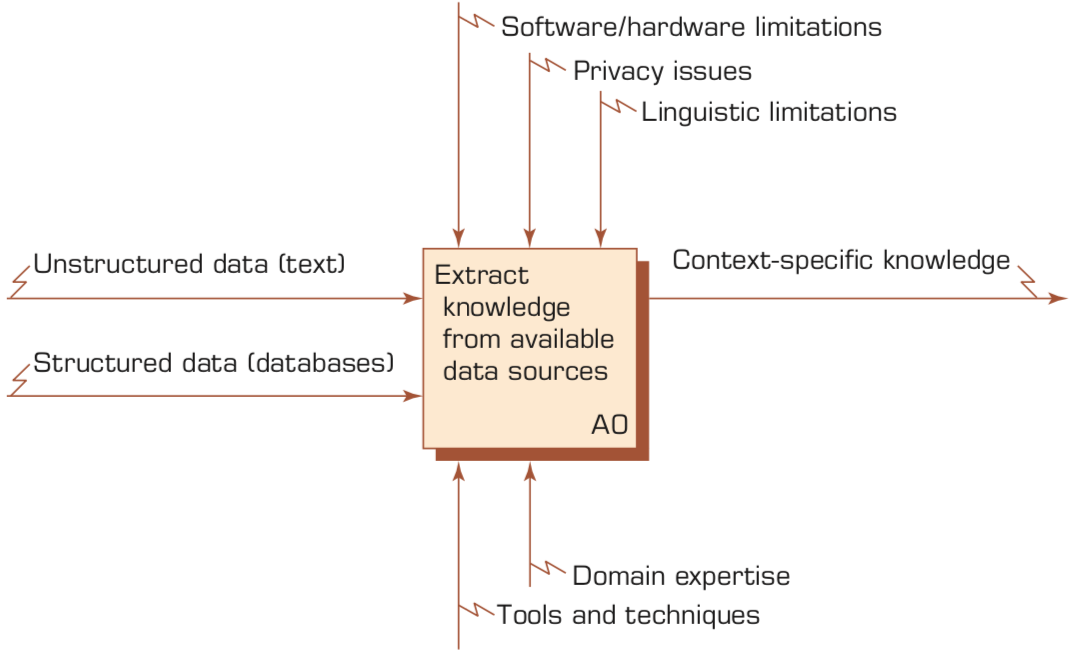 Software/hardware limitations
Privacy issues
Linguistic limitations
Unstructured data (text)
Context-specific knowledge
Extract
knowledge
from available
data sources
Structured data (databases)
A0
Domain expertise
Tools and techniques